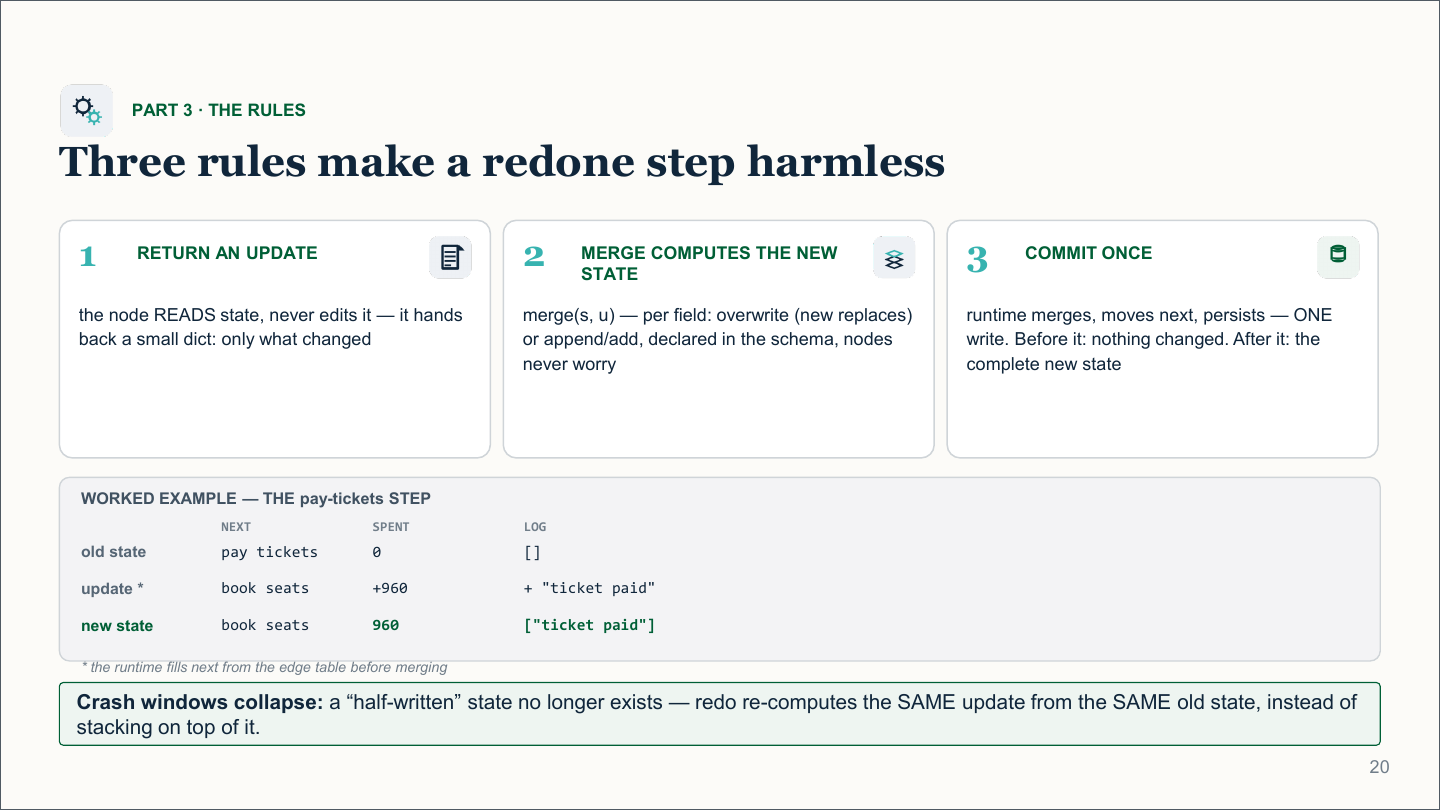 PART 3 · THE RULES
Three rules make a redone step harmless
1 RETURN AN UPDATE
the node READS state, never edits it — it hands
back a small dict: only what changed
2 MERGE COMPUTES THE NEW
STATE
merge(s, u) — per field: overwrite (new replaces)
or append/add, declared in the schema, nodes
never worry
3 COMMIT ONCE
runtime merges, moves next, persists — ONE
write. Before it: nothing changed. After it: the
complete new state
WORKED EXAMPLE — THE pay-tickets STEP
NEXT SPENT LOG
old state pay tickets 0 []
update * book seats +960 + "ticket paid"
new state book seats 960 ["ticket paid"]
* the runtime fills next from the edge table before merging
Crash windows collapse: a “half-written” state no longer exists — redo re-computes the SAME update from the SAME old state, instead of
stacking on top of it.
20